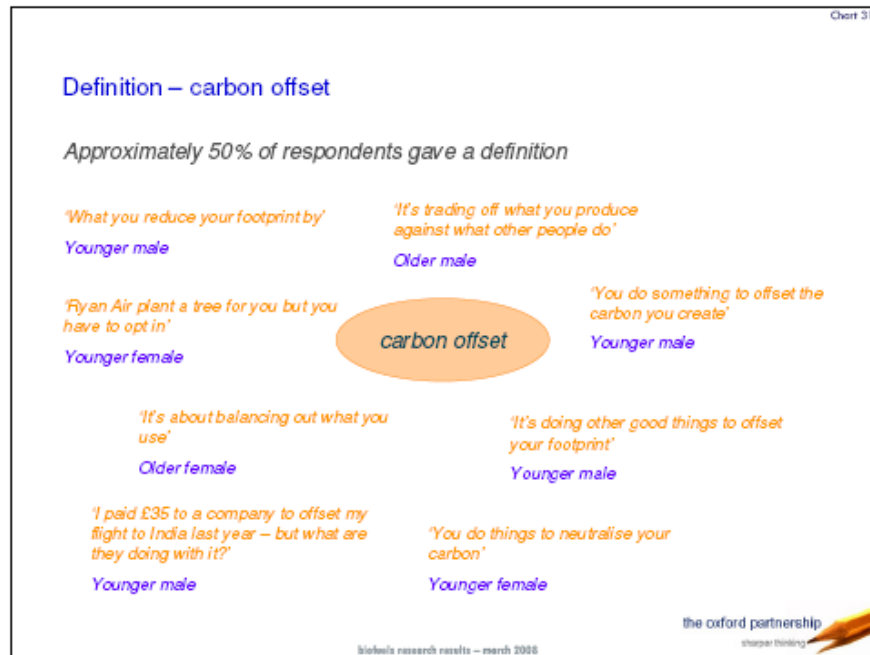 Chart 31
Definition – carbon offset
Approximately 50% of respondents gave a definition
‘What you reduce your footprint by’
Younger male
‘It's trading off what you produce
against what other people do’
Older male
‘Ryan Air plant a tree for you but you
have to opt in’
Younger female
carbon offset
‘You do something to offset the
carbon you create’
Younger male
‘It's about balancing out what you
use’
Older female
‘It's doing other good things to offset
your footprint’
Younger male
‘I paid £35 to a company to offset my
flight to India last year – but what are
they doing with it?’
Younger male
‘You do things to neutralise your
carbon’
Younger female
the oxford partnership
sharper thinking
biofuels research results – march 2008